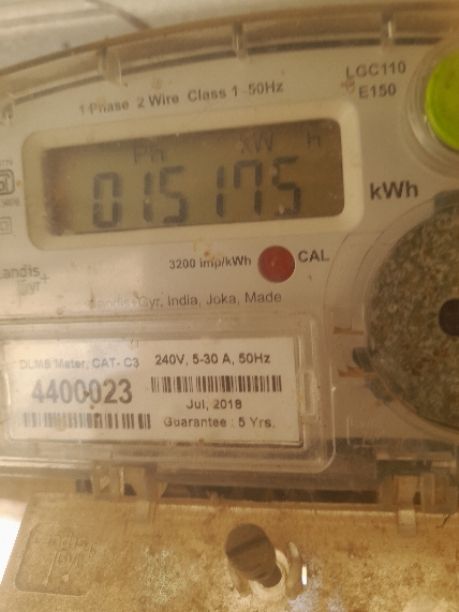 LGC110
E150
1 Phase 2 Wire Class 1 50Hz
Ph kW h
015175
kWh
3200 imp/kWh
CAL
Landis+
Gyr
Landis+Gyr, India, Joka, Made
DLMS Meter, CAT- C3 240V, 5-30 A, 50Hz
4400023
Jul, 2018
Guarantee : 5 Yrs.
Landis
Gyr